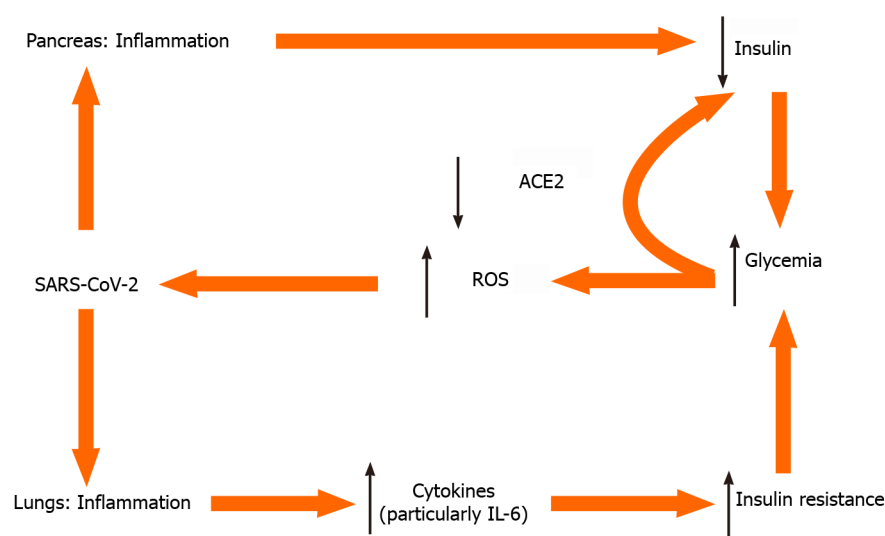 Pancreas: Inflammation
Insulin
ACE2
Glycemia
SARS-CoV-2
ROS
Lungs: Inflammation
Cytokines
(particularly IL-6)
Insulin resistance